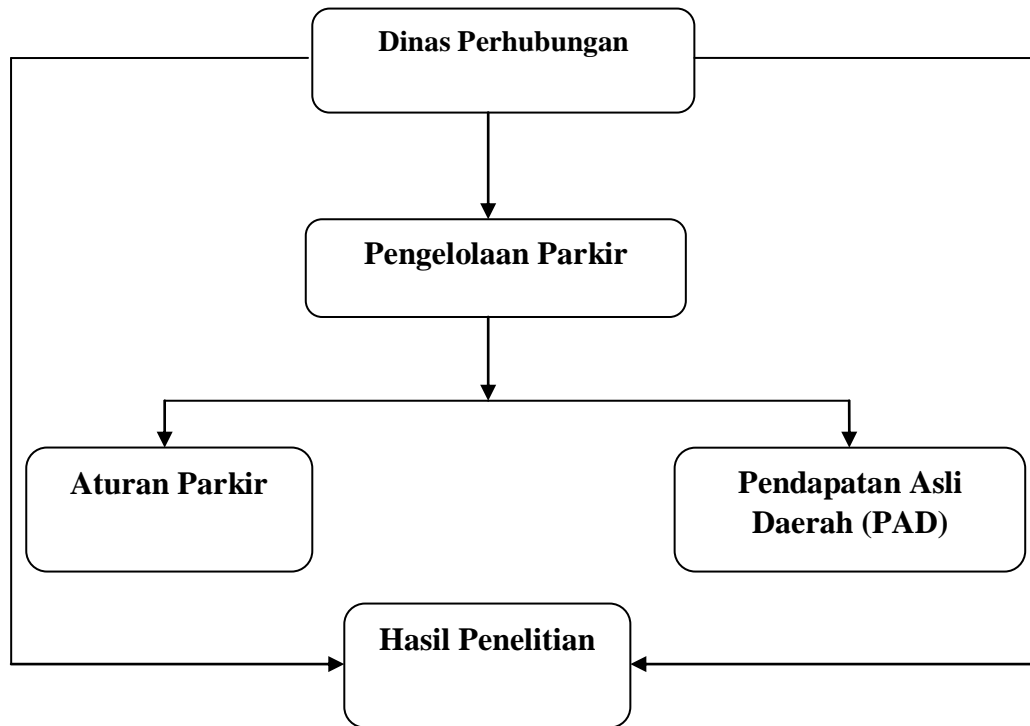 Dinas Perhubungan
Pengelolaan Parkir
Aturan Parkir
Pendapatan Asli
Daerah (PAD)
Hasil Penelitian